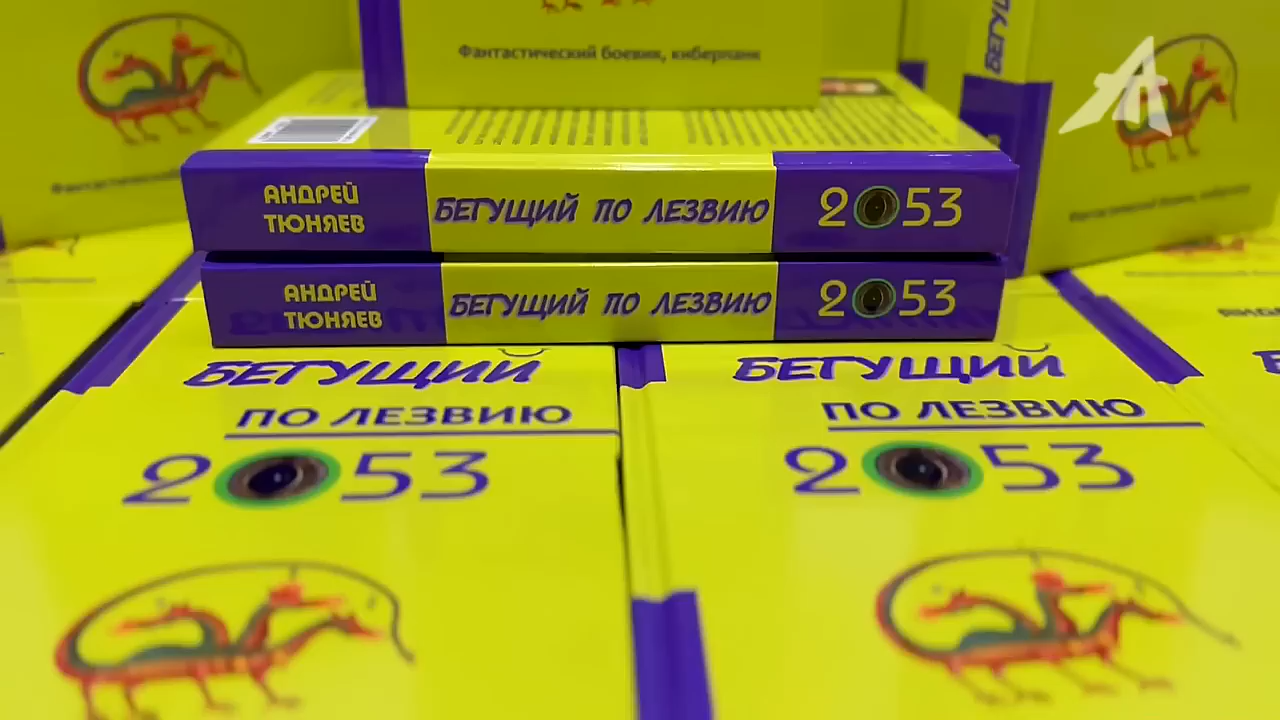 Фантастический боевик, киберпанк
БЕГУ
АНДРЕЙ
ТЮНЯЕВ
БЕГУЩИЙ ПО ЛЕЗВИЮ
2053
АНДРЕЙ
ТЮНЯЕВ
БЕГУЩИЙ ПО ЛЕЗВИЮ
2053
БЕГУЩИЙ
ПО ЛЕЗВИЮ
2053
БЕГУЩИЙ
ПО ЛЕЗВИЮ
2053